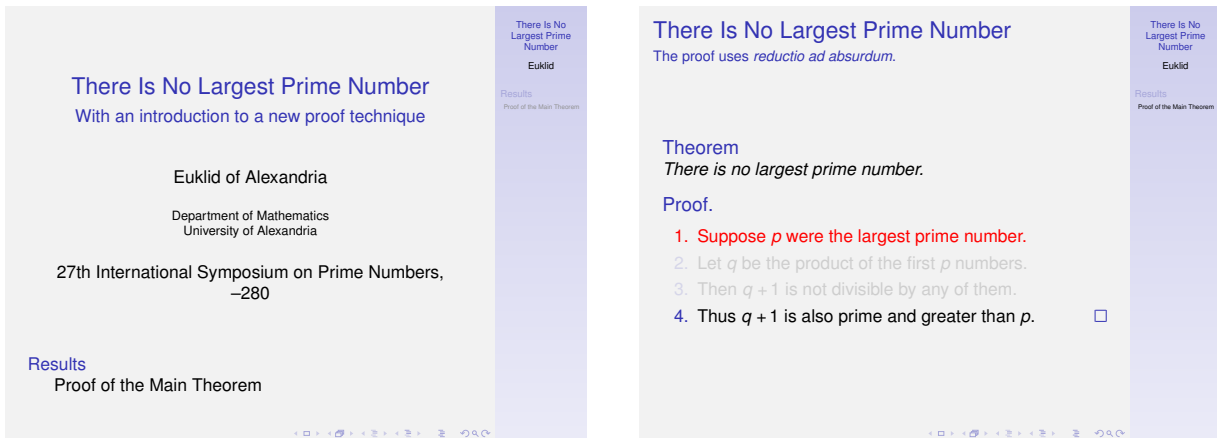 There Is No Largest Prime Number
With an introduction to a new proof technique
Euklid of Alexandria
Department of Mathematics
University of Alexandria
27th International Symposium on Prime Numbers,
–280
Results
Proof of the Main Theorem
There Is No
Largest Prime
Number
Euklid
Results
Proof of the Main Theorem
There Is No Largest Prime Number
The proof uses reductio ad absurdum.
Theorem
There is no largest prime number.
Proof.
1. Suppose p were the largest prime number.
2. Let q be the product of the first p numbers.
3. Then q + 1 is not divisible by any of them.
4. Thus q + 1 is also prime and greater than p. □
There Is No
Largest Prime
Number
Euklid
Results
Proof of the Main Theorem